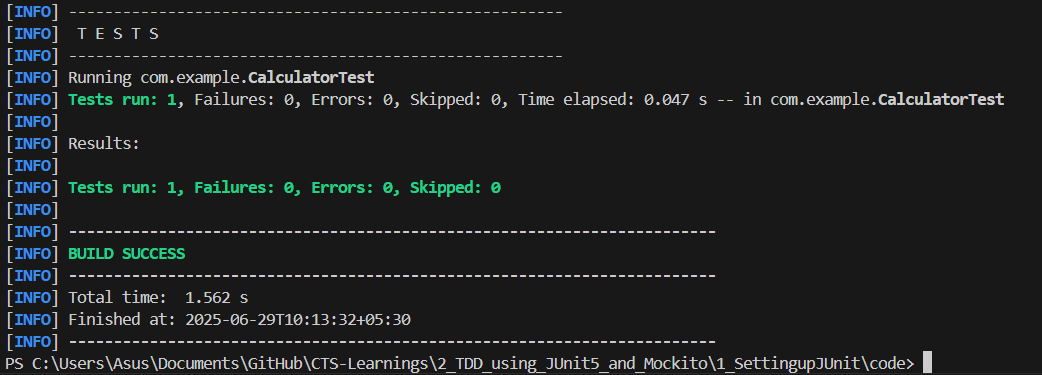 [INFO] -------------------------------------------------------
[INFO]  T E S T S
[INFO] -------------------------------------------------------
[INFO] Running com.example.CalculatorTest
[INFO] Tests run: 1, Failures: 0, Errors: 0, Skipped: 0, Time elapsed: 0.047 s -- in com.example.CalculatorTest
[INFO]
[INFO] Results:
[INFO]
[INFO] Tests run: 1, Failures: 0, Errors: 0, Skipped: 0
[INFO]
[INFO] ------------------------------------------------------------------------
[INFO] BUILD SUCCESS
[INFO] ------------------------------------------------------------------------
[INFO] Total time:  1.562 s
[INFO] Finished at: 2025-06-29T10:13:32+05:30
[INFO] ------------------------------------------------------------------------
PS C:\Users\Asus\Documents\GitHub\CTS-Learnings\2_TDD_using_JUnit5_and_Mockito\1_SettingupJUnit\code>